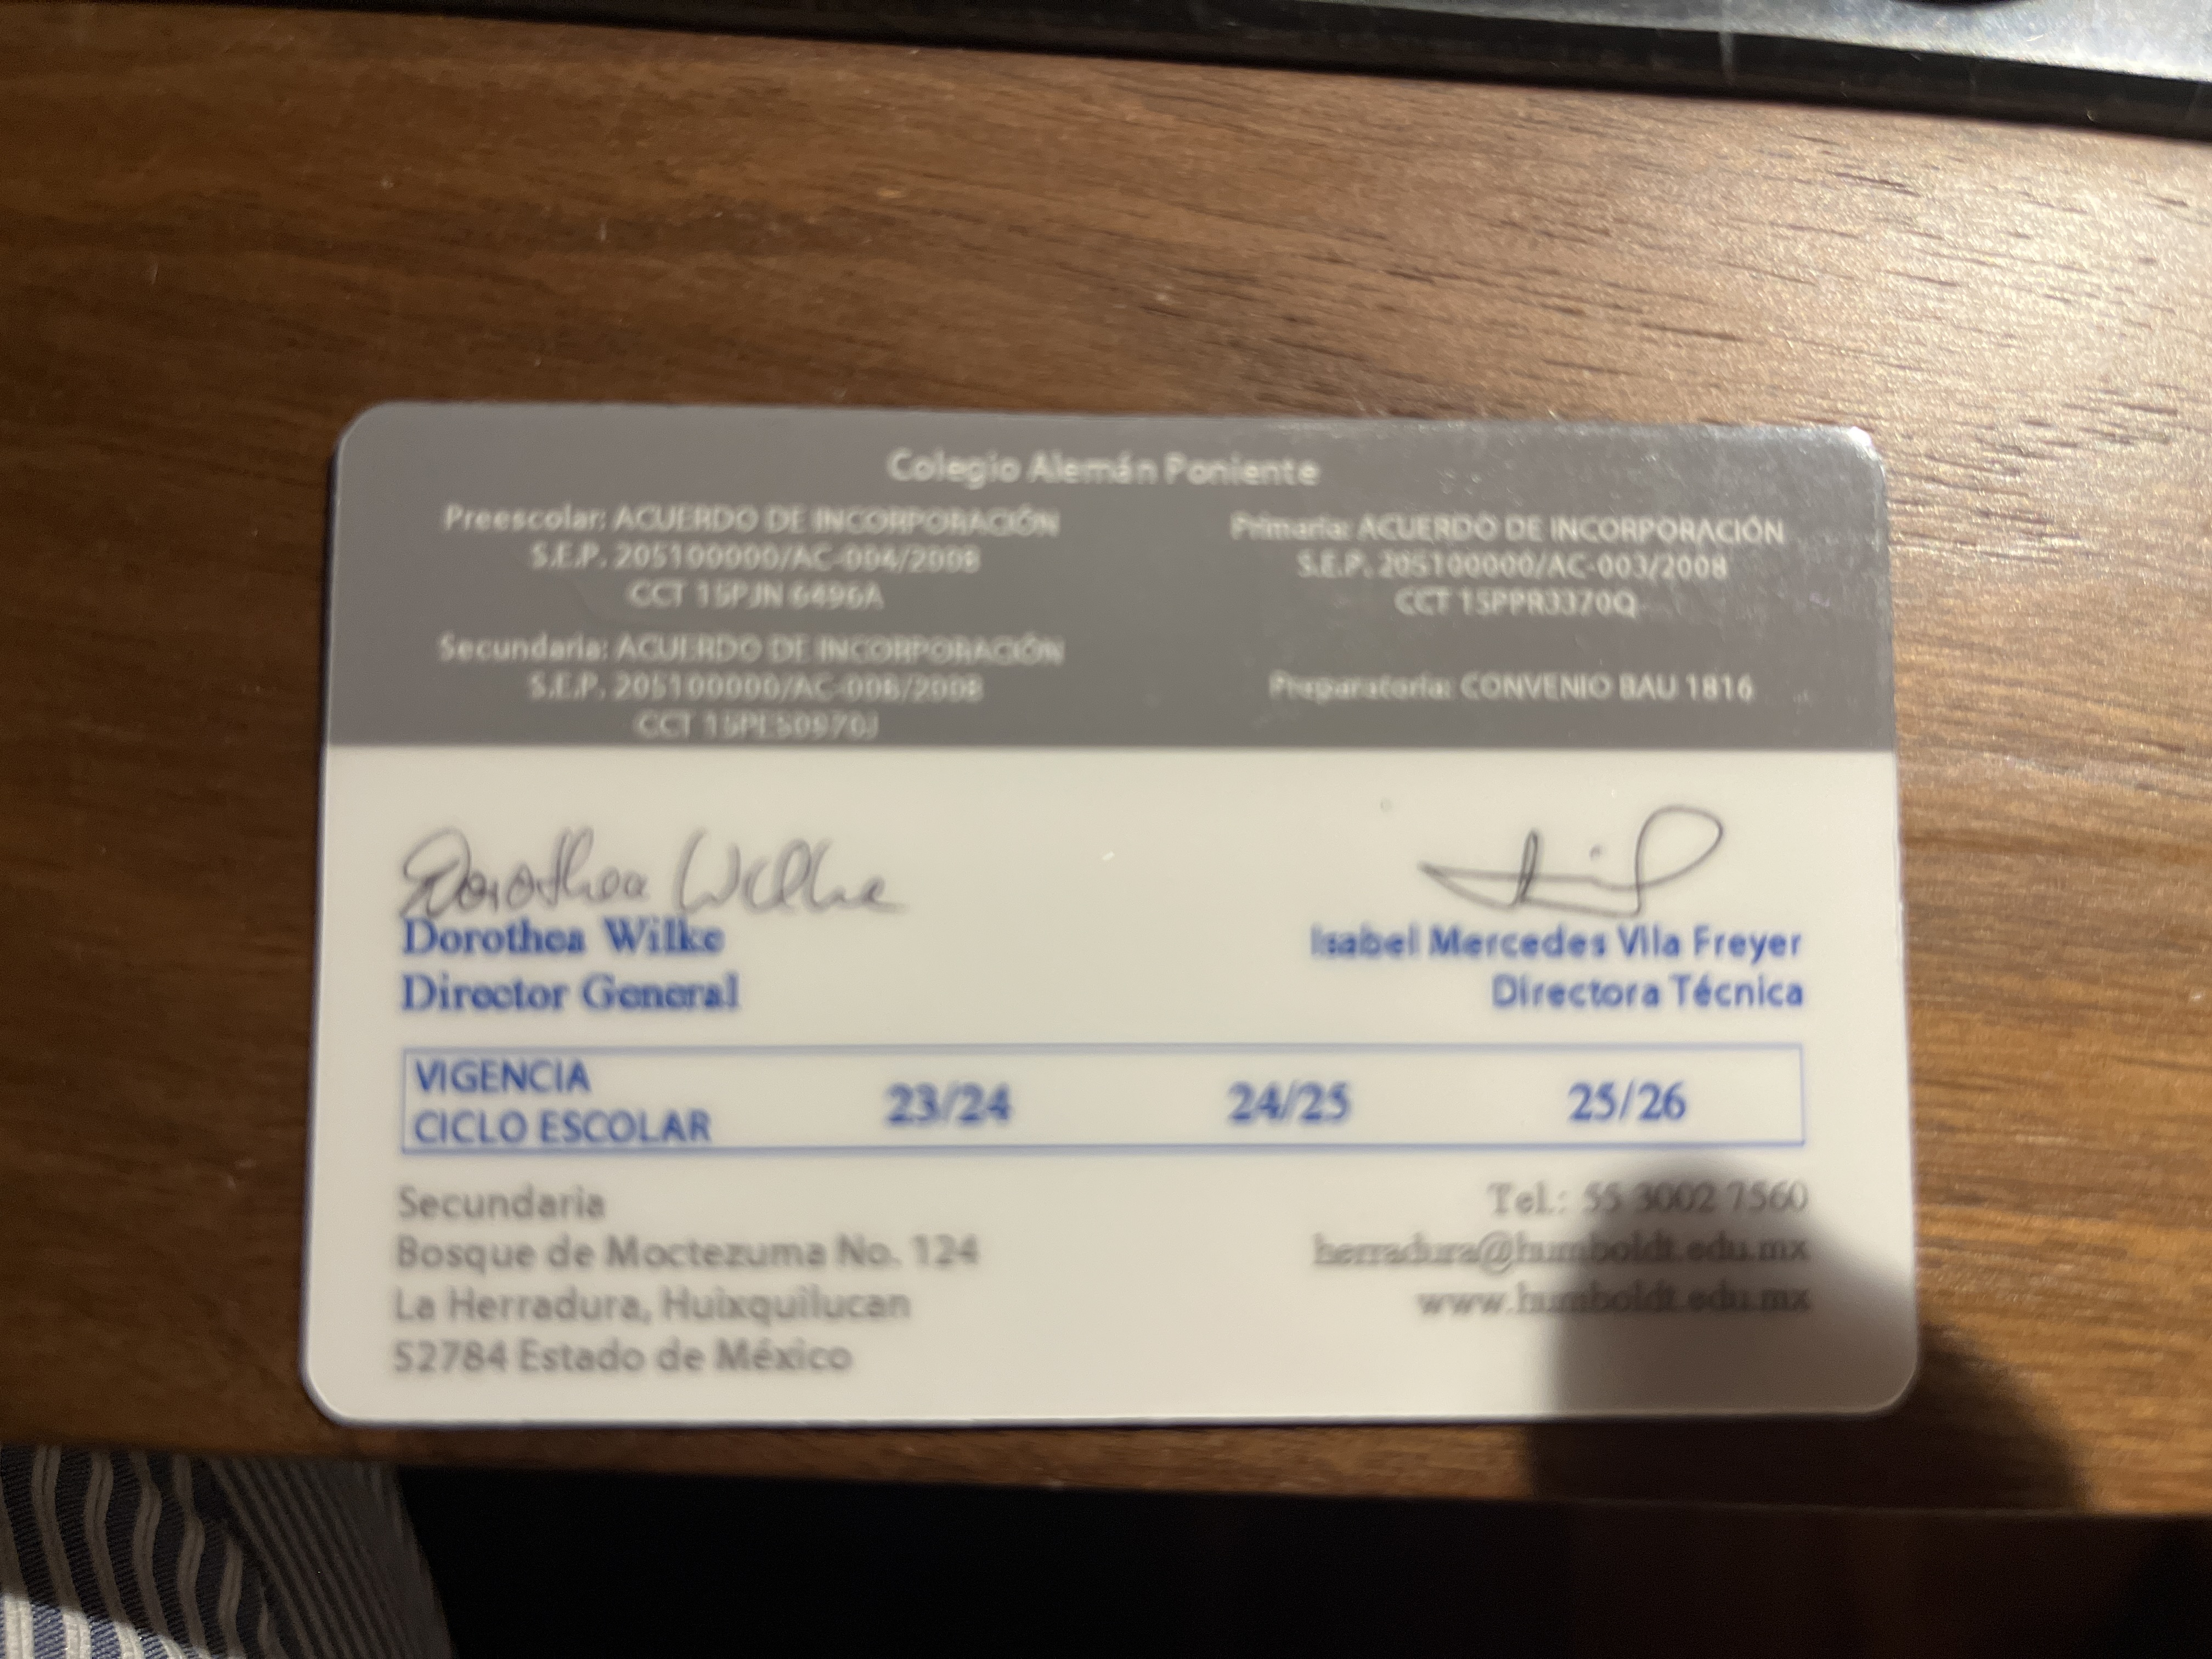 Colegio Alemán Poniente
Preescolar: ACUERDO DE INCORPORACIÓN
S.E.P. 205100000/AC-004/2008
CCT 15PJN 6496A
Primaria: ACUERDO DE INCORPORACIÓN
S.E.P. 205100000/AC-003/2008
CCT 15PPR3370Q
Secundaria: ACUERDO DE INCORPORACIÓN
S.E.P. 205100000/AC-006/2008
CCT 15PES0970J
Preparatoria: CONVENIO BAU 1816
Dorothea Wilke
Dorothea Wilke
Director General
Isabel Mercedes Vila Freyer
Directora Técnica
VIGENCIA
CICLO ESCOLAR
23/24 24/25 25/26
Secundaria
Bosque de Moctezuma No. 124
La Herradura, Huixquilucan
52784 Estado de México
Tel.: 55 3002 7560
herradura@humboldt.edu.mx
www.humboldt.edu.mx